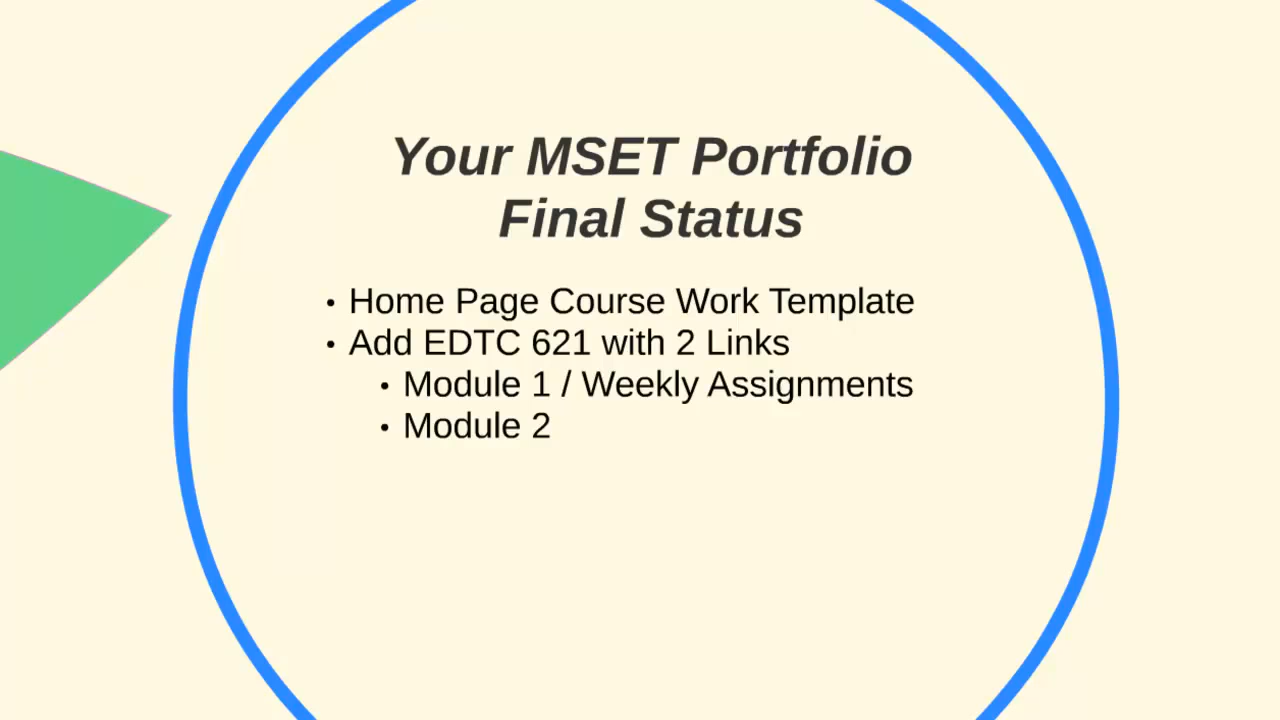 Your MSET Portfolio
Final Status
• Home Page Course Work Template
• Add EDTC 621 with 2 Links
• Module 1 / Weekly Assignments
• Module 2